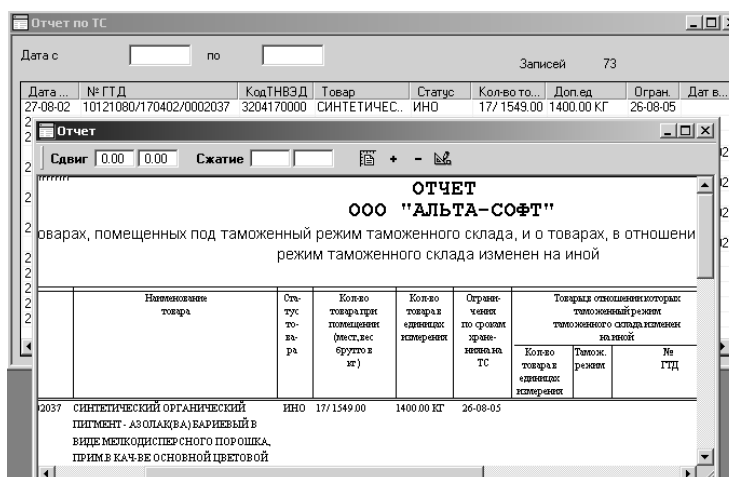 Отчет по ТС
Дата с по
Записей 73
Дата ... № ГТД КодТНВЭД Товар Статус Кол-во то... Доп.ед Огран. Дат в...
27-08-02 10121080/170402/0002037 3204170000 СИНТЕТИЧЕС.. ИНО 17/ 1549.00 1400.00 КГ 26-08-05
Отчет
Сдвиг 0.00 0.00 Сжатие + -
ОТЧЕТ
ООО "АЛЬТА-СОФТ"
оварах, помещенных под таможенный режим таможенного склада, и о товарах, в отношени
режим таможенного склада изменен на иной
Наименование товара
Ста-
тус
то-
ва-
ра
Кол-во
товара при
помещении
(мест, вес
брутто в
кг)
Кол-во
товара в
единицах
измерения
Ограни-
чения
по срокам
хране-
ния на
ТС
Товары, в отношении которых
таможенный режим
таможенного склада изменен
на иной
Кол-во
товара в
единицах
измерения
Тамож.
режим
№
ГТД
02037 СИНТЕТИЧЕСКИЙ ОРГАНИЧЕСКИЙ ИНО 17/ 1549.00 1400.00 КГ 26-08-05
ПИГМЕНТ - АЗОЛАК(ВА) БАРИЕВЫЙ В
ВИДЕ МЕЛКОДИСПЕРСНОГО ПОРОШКА,
ПРИМ.В КАЧ-ВЕ ОСНОВНОЙ ЦВЕТОВОЙ